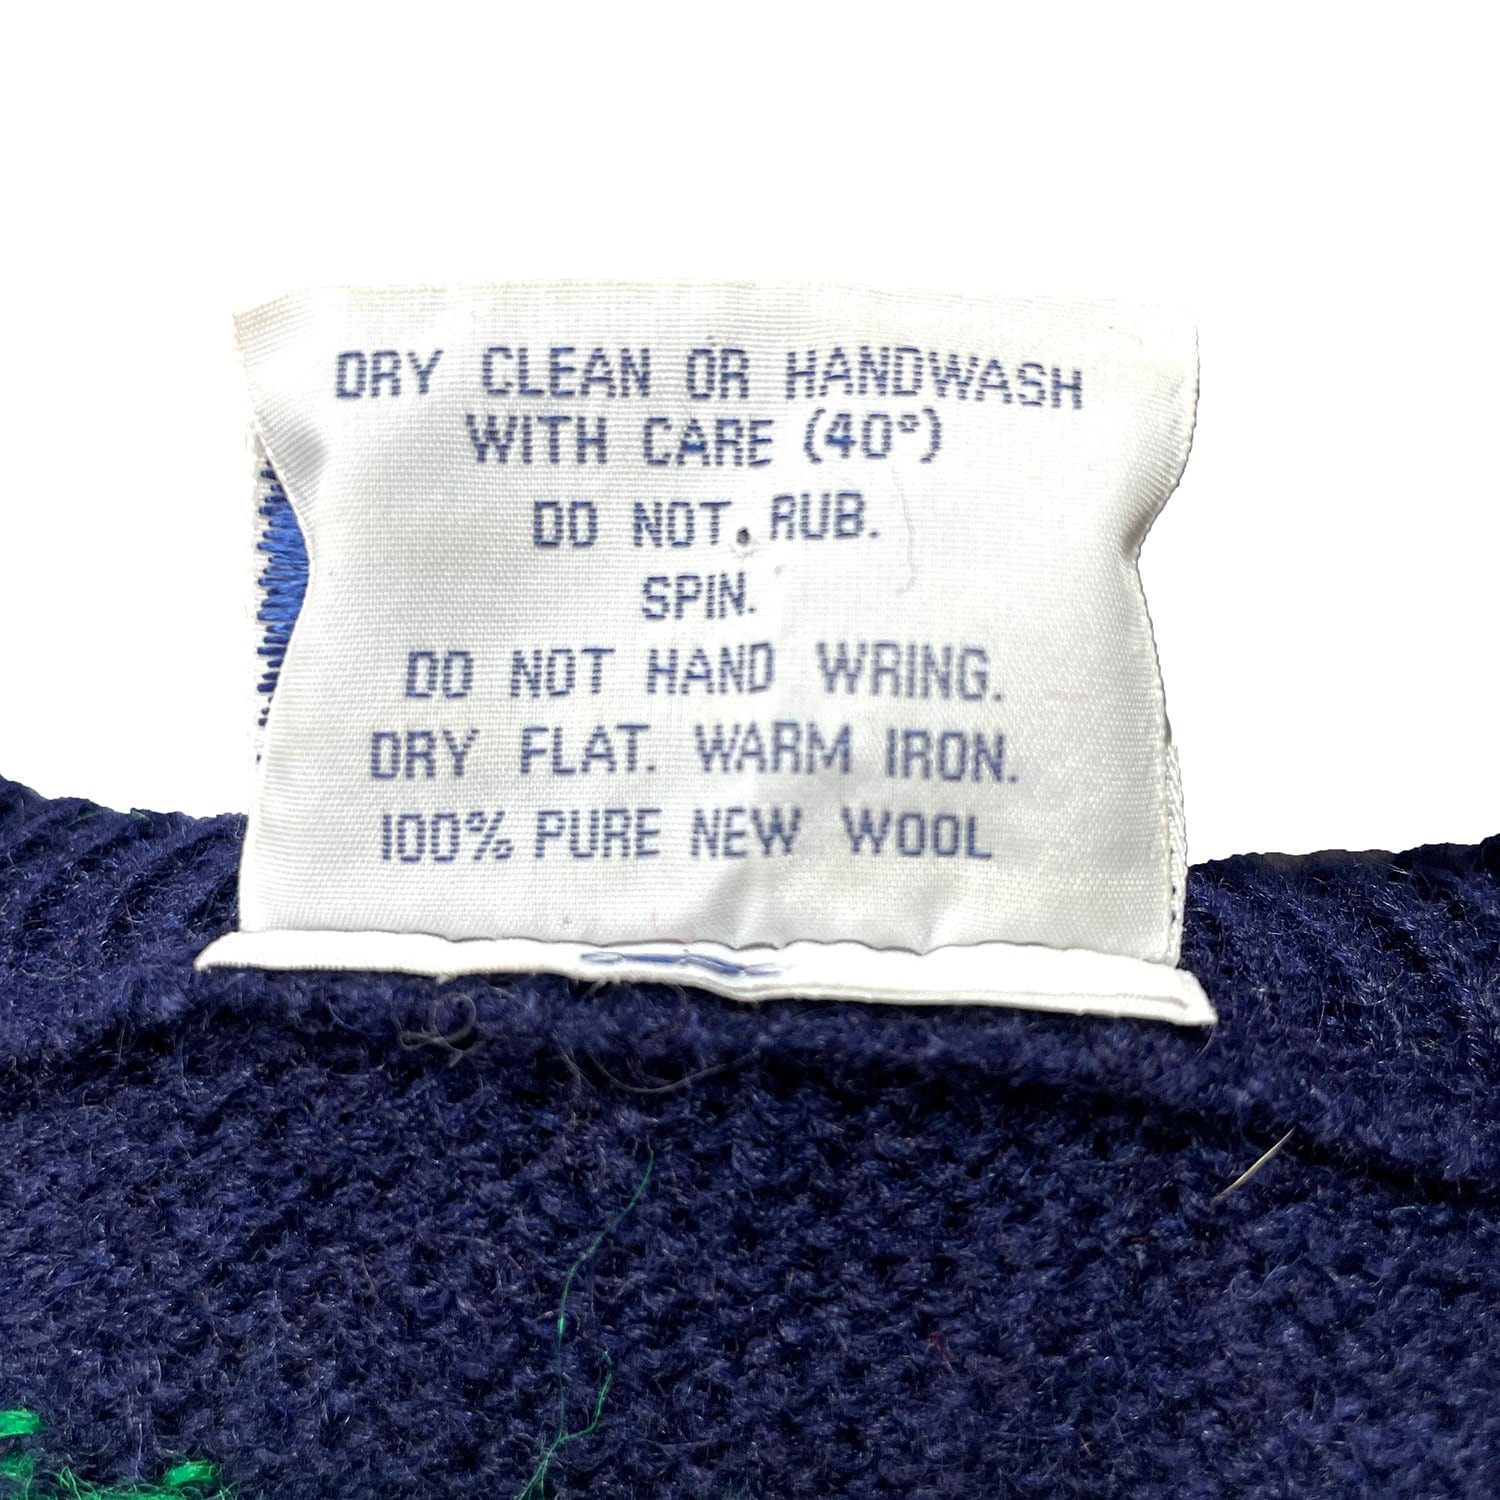 DRY CLEAN OR HANDWASH
WITH CARE (40°)
DO NOT RUB.
SPIN.
DO NOT HAND WRING.
DRY FLAT. WARM IRON.
100% PURE NEW WOOL